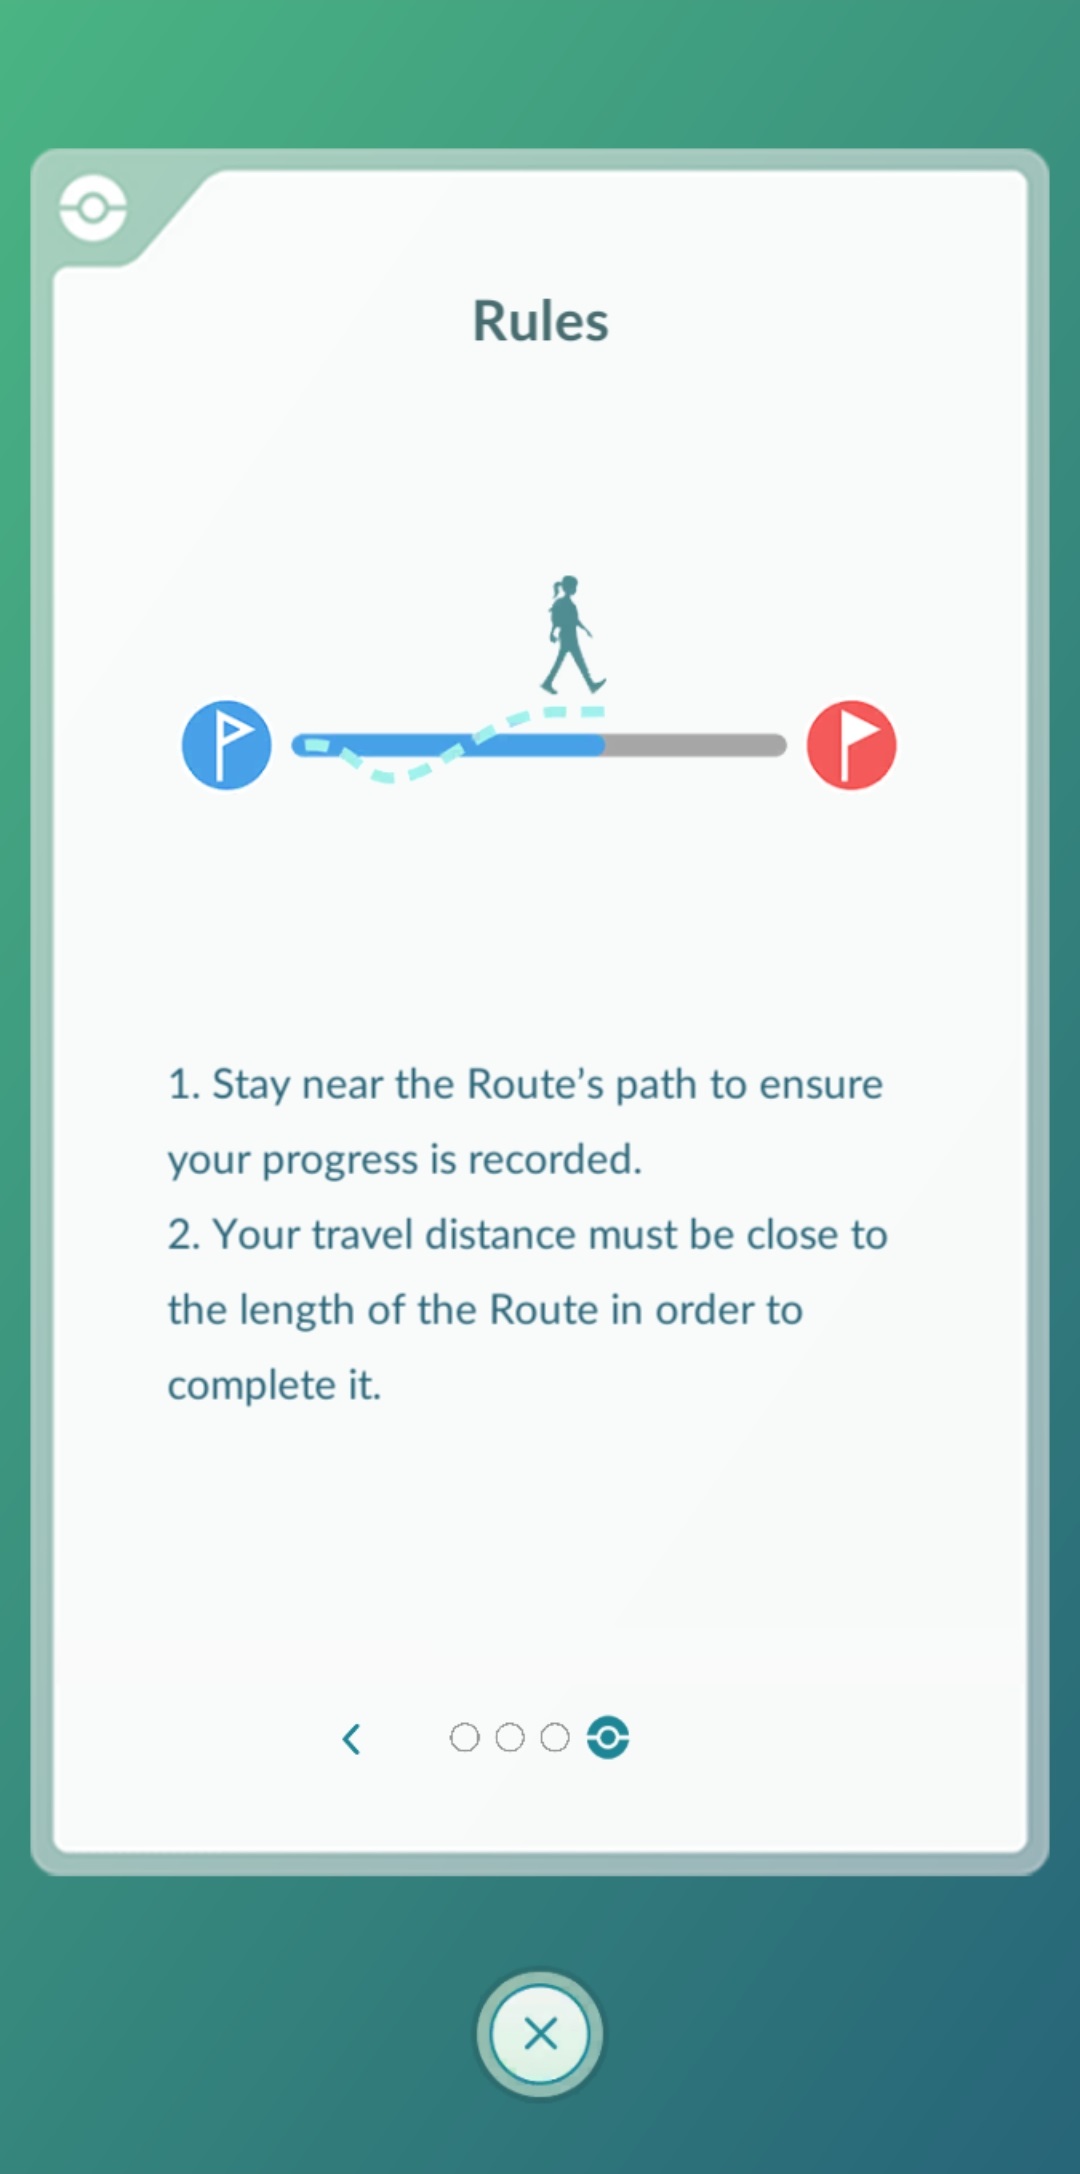 Rules
1. Stay near the Route’s path to ensure
your progress is recorded.
2. Your travel distance must be close to
the length of the Route in order to
complete it.